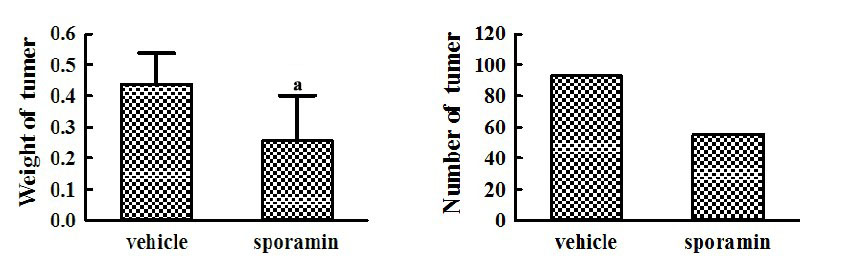 Weight of tumer
0.6
0.5
0.4
0.3
0.2
0.1
0.0
a
vehicle
sporamin
Number of tumer
120
100
80
60
40
20
0
vehicle
sporamin